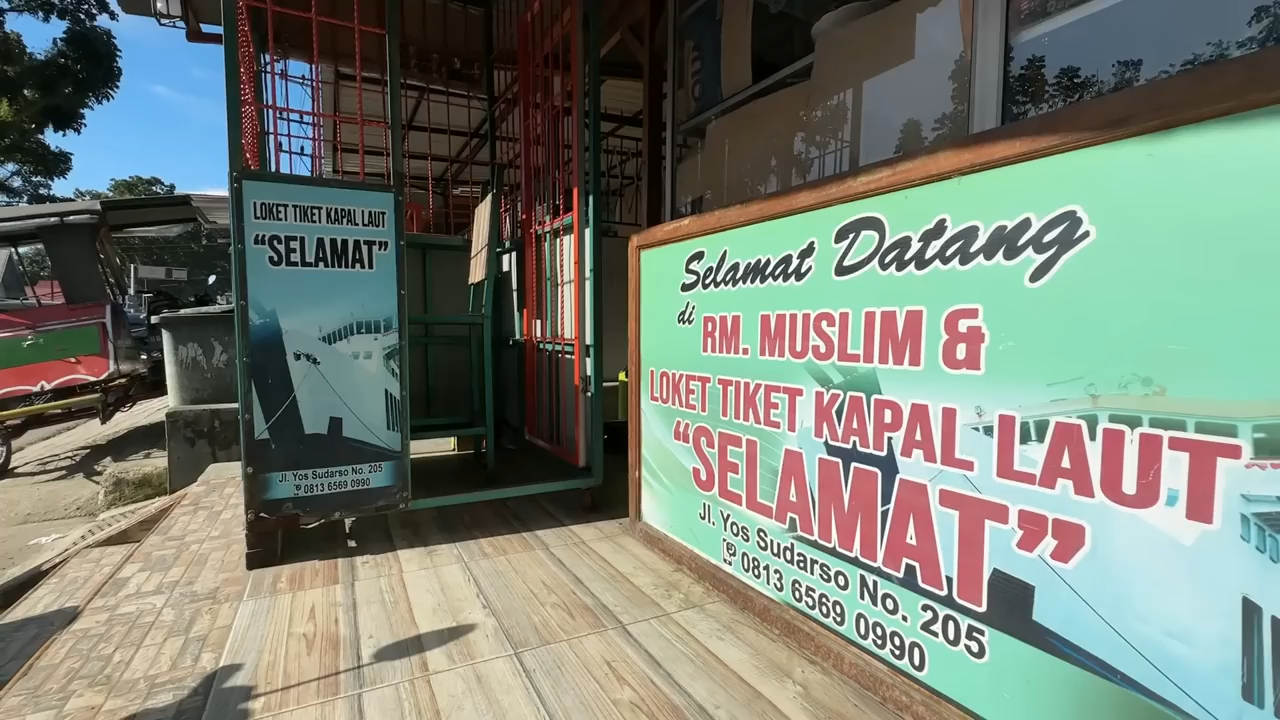 LOKET TIKET KAPAL LAUT
“SELAMAT”
Jl. Yos Sudarso No. 205
0813 6569 0990
Selamat Datang
di
RM. MUSLIM &
LOKET TIKET KAPAL LAUT
“SELAMAT”
Jl. Yos Sudarso No. 205
0813 6569 0990